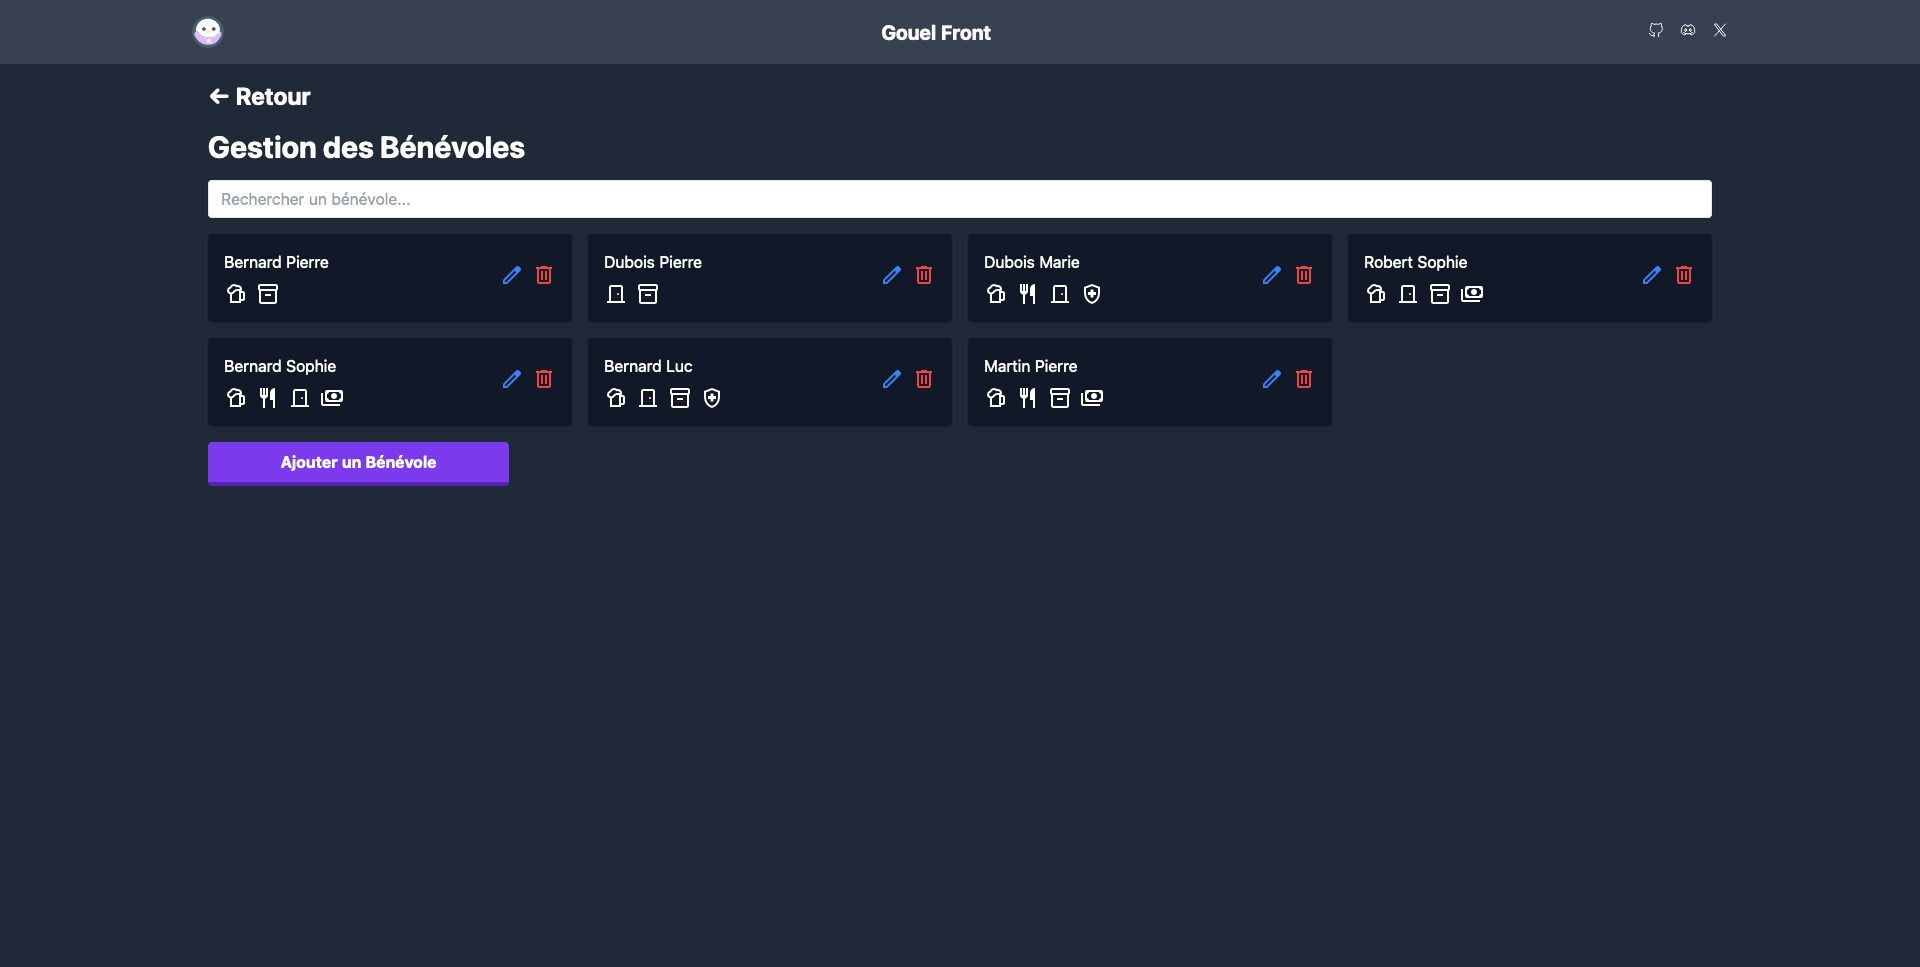 Gouel Front
Retour
Gestion des Bénévoles
Rechercher un bénévole...
Bernard Pierre
Dubois Pierre
Dubois Marie
Robert Sophie
Bernard Sophie
Bernard Luc
Martin Pierre
Ajouter un Bénévole